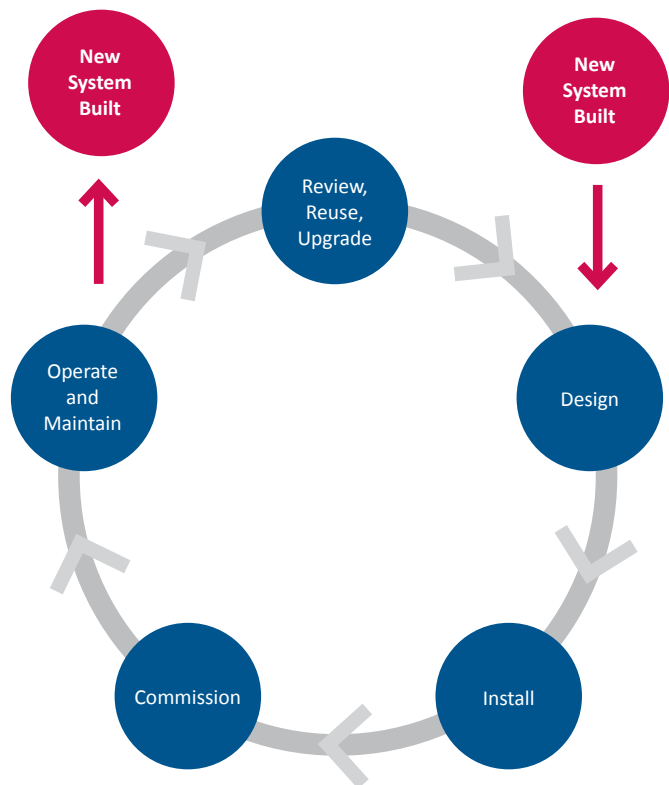 New
System
Built
New
System
Built
Review,
Reuse,
Upgrade
Operate
and
Maintain
Design
Commission
Install